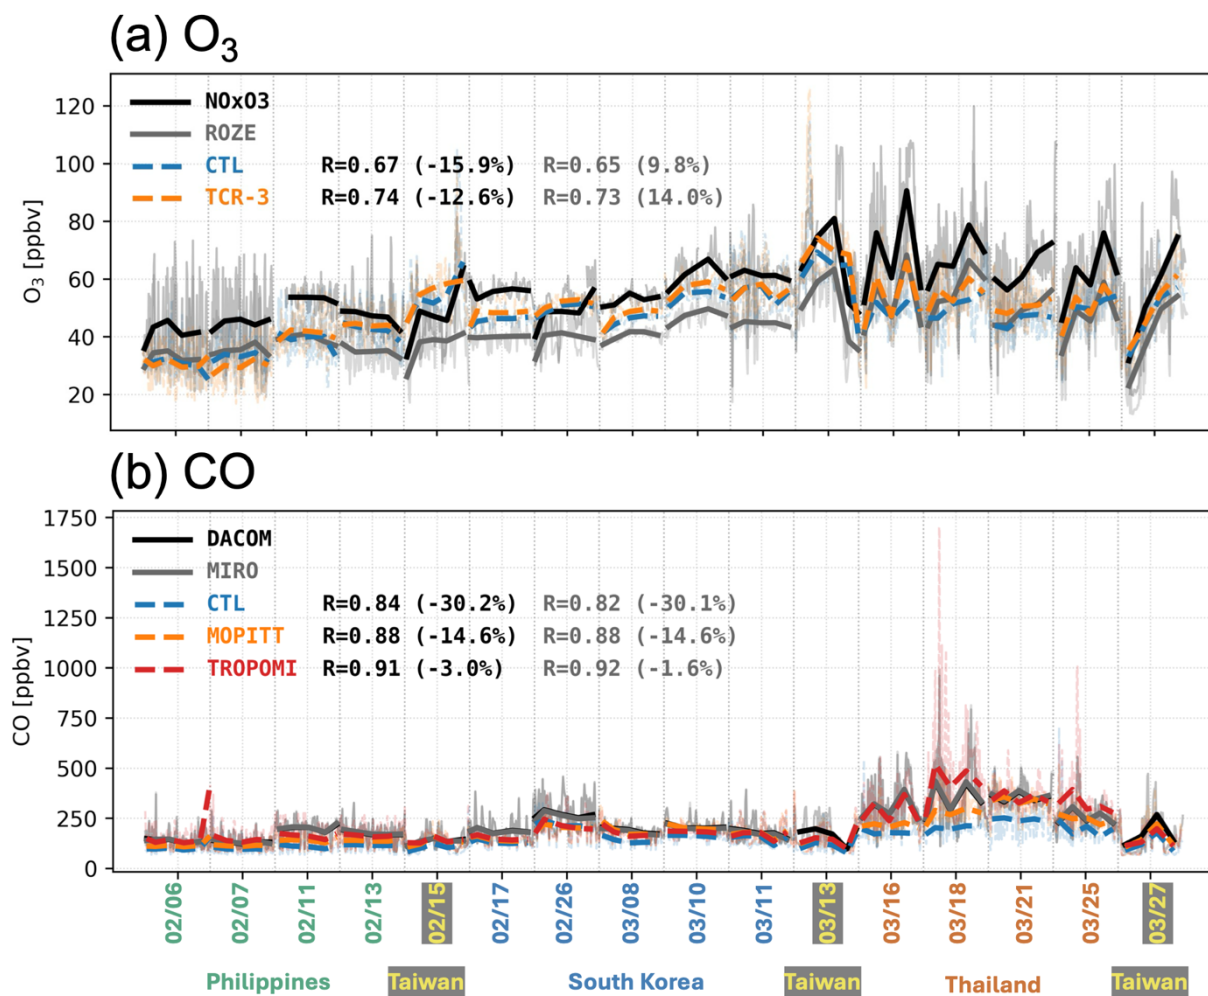 (a) O₃
O₃ [ppbv]
120
100
80
60
40
20
NOxO3
ROZE
CTL R=0.67 (-15.9%) R=0.65 (9.8%)
TCR-3 R=0.74 (-12.6%) R=0.73 (14.0%)
(b) CO
CO [ppbv]
1750
1500
1250
1000
750
500
250
0
DACOM
MIRO
CTL R=0.84 (-30.2%) R=0.82 (-30.1%)
MOPITT R=0.88 (-14.6%) R=0.88 (-14.6%)
TROPOMI R=0.91 (-3.0%) R=0.92 (-1.6%)
02/06 02/07 02/11 02/13 02/15 02/17 02/26 03/08 03/10 03/11 03/13 03/16 03/18 03/21 03/25 03/27
Philippines Taiwan South Korea Taiwan Thailand Taiwan